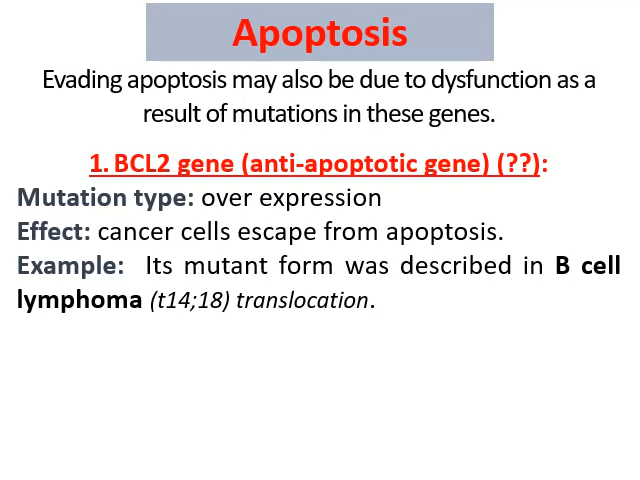 Apoptosis
Evading apoptosis may also be due to dysfunction as a
result of mutations in these genes.
1. BCL2 gene (anti-apoptotic gene) (??):
Mutation type: over expression
Effect: cancer cells escape from apoptosis.
Example: Its mutant form was described in B cell
lymphoma (t14;18) translocation.